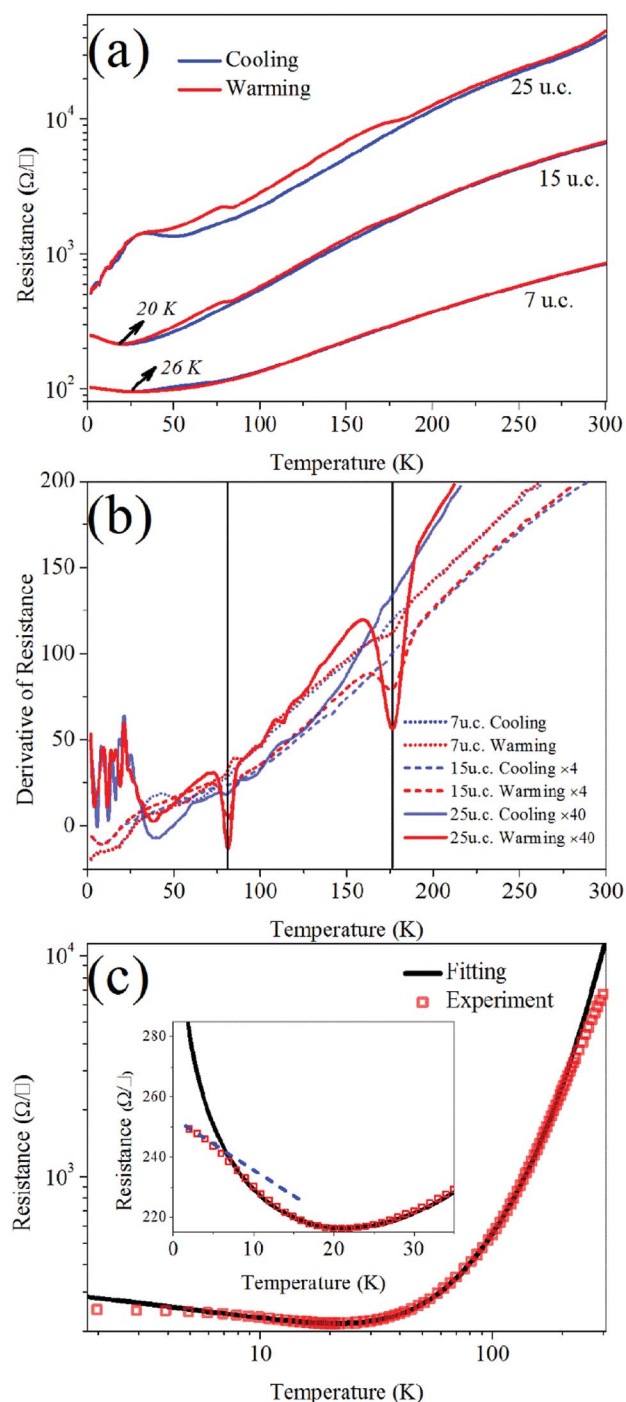 (a)
Cooling
Warming
25 u.c.
15 u.c.
7 u.c.
20 K
26 K
10⁴
10³
10²
Resistance (Ω/□)
0 50 100 150 200 250 300
Temperature (K)
(b)
200
150
100
50
0
Derivative of Resistance
7u.c. Cooling
7u.c. Warming
15u.c. Cooling ×4
15u.c. Warming ×4
25u.c. Cooling ×40
25u.c. Warming ×40
0 50 100 150 200 250 300
Temperature (K)
(c)
Fitting
Experiment
10⁴
10³
Resistance (Ω/□)
280
260
240
220
Resistance (Ω/□)
0 10 20 30
Temperature (K)
10 100
Temperature (K)